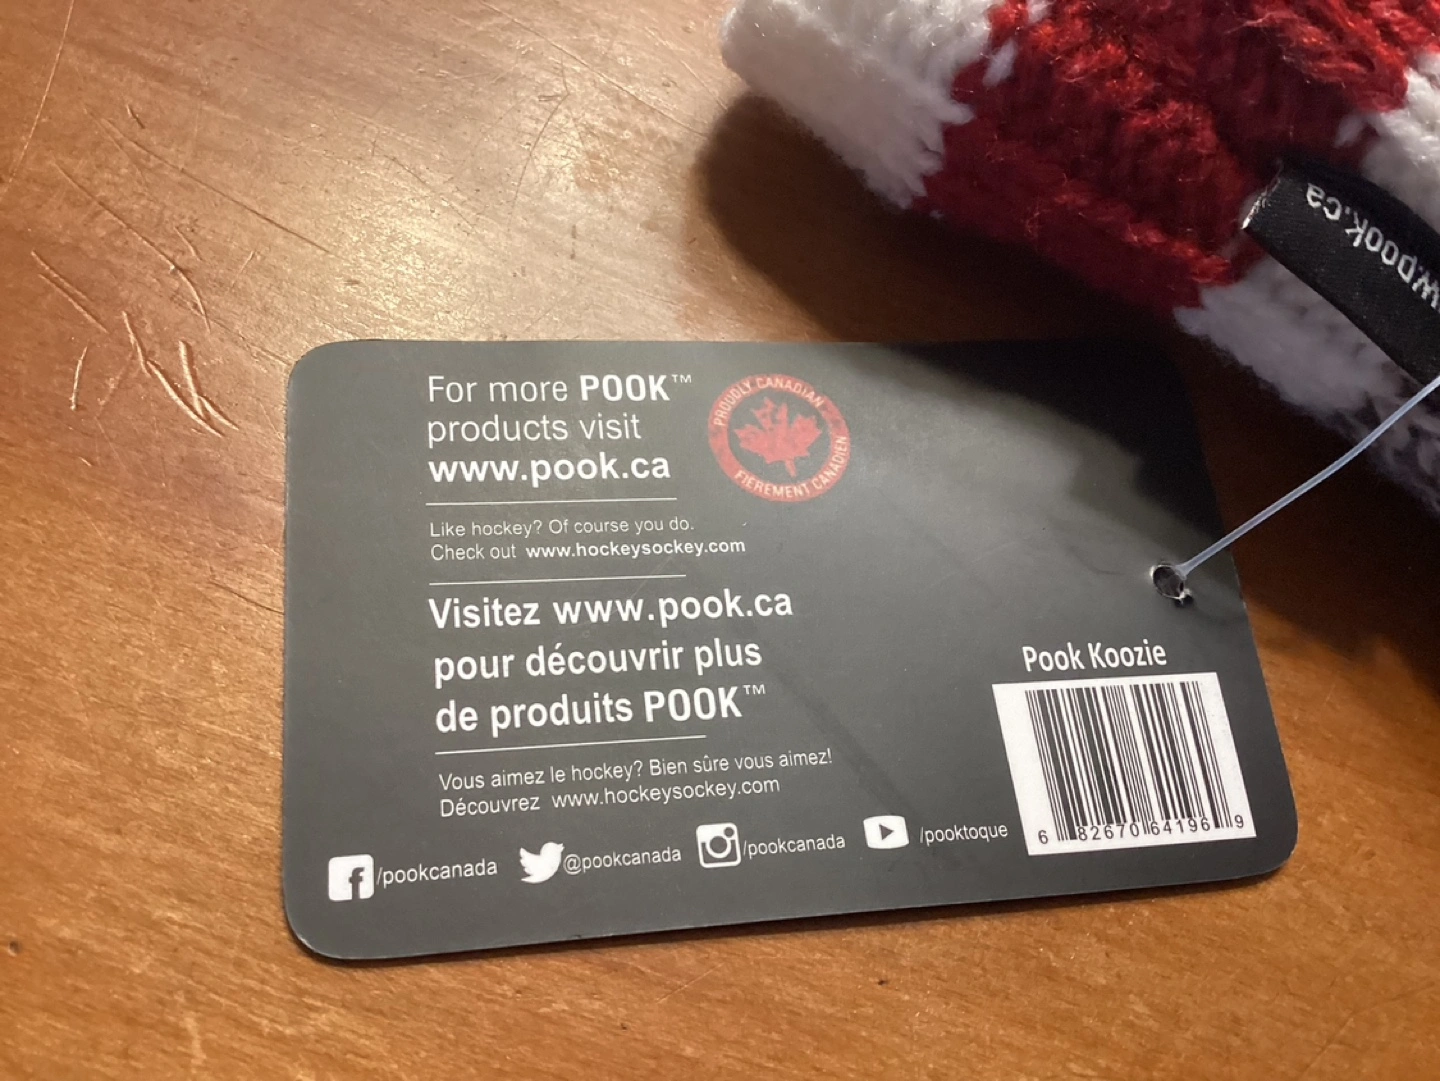 For more POOK™
products visit
www.pook.ca
PROUDLY CANADIAN
FIÈREMENT CANADIEN
Like hockey? Of course you do.
Check out www.hockeysockey.com
Visitez www.pook.ca
pour découvrir plus
de produits POOK™
Vous aimez le hockey? Bien sûre vous aimez!
Découvrez www.hockeysockey.com
/pookcanada
@pookcanada
/pookcanada
/pooktoque
Pook Koozie
6 82670 64196 9
w.pook.ca